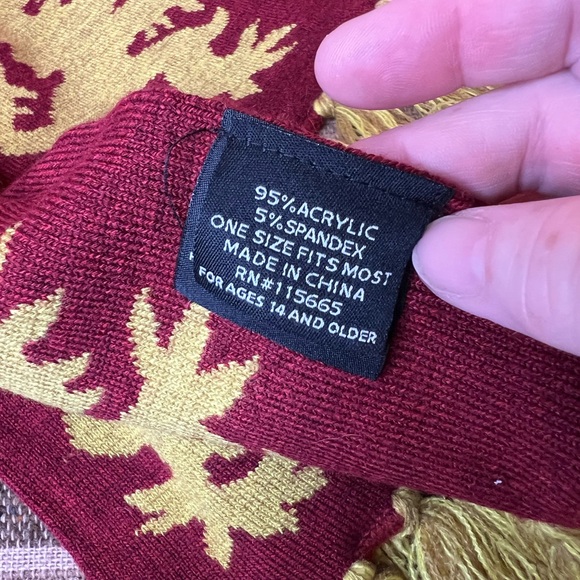 95% ACRYLIC
5% SPANDEX
ONE SIZE FITS MOST
MADE IN CHINA
RN#115665
FOR AGES 14 AND OLDER